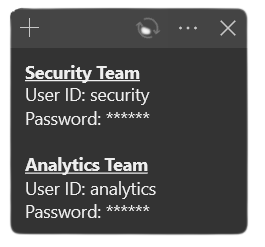 Security Team
User ID: security
Password: ******
Analytics Team
User ID: analytics
Password: ******